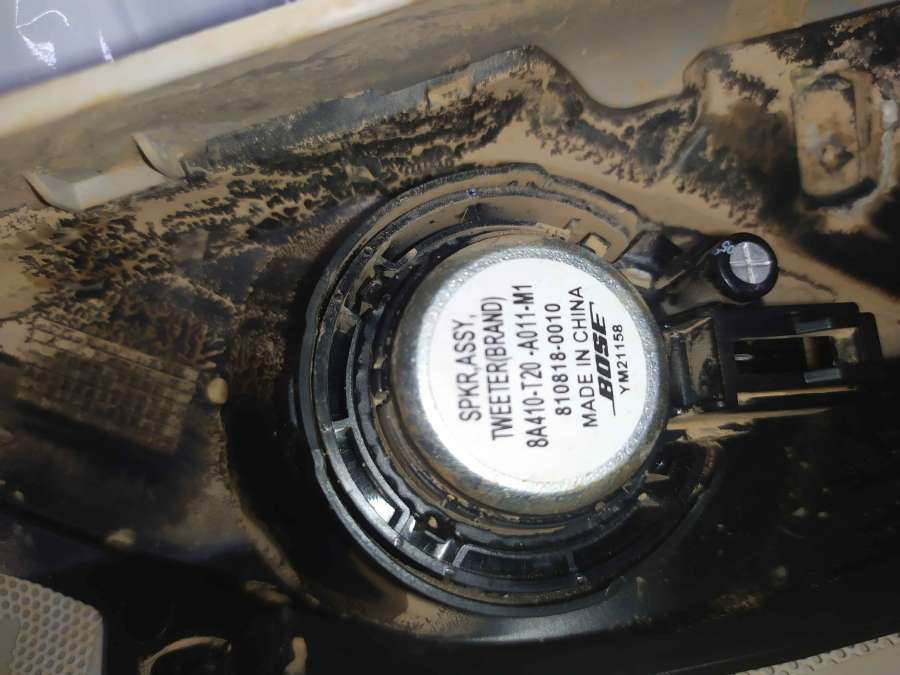 SPKR,ASSY,
TWEETER(BRAND)
8A410-T20 -A011-M1
810818-0010
MADE IN CHINA
BOSE
YM21158